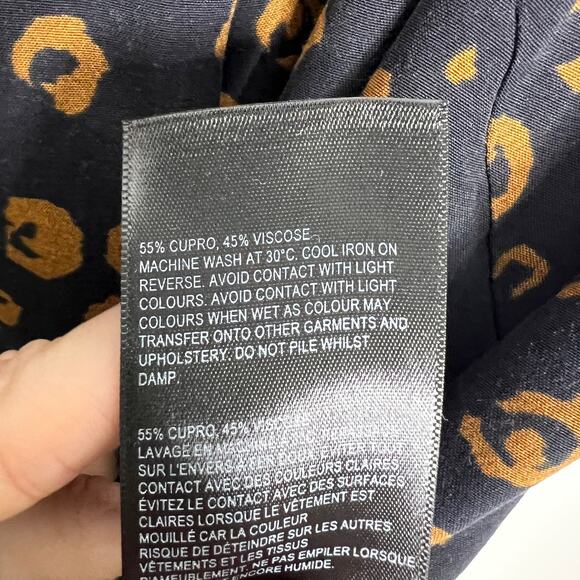 55% CUPRO, 45% VISCOSE
MACHINE WASH AT 30°C. COOL IRON ON
REVERSE. AVOID CONTACT WITH LIGHT
COLOURS. AVOID CONTACT WITH LIGHT
COLOURS WHEN WET AS COLOUR MAY
TRANSFER ONTO OTHER GARMENTS AND
UPHOLSTERY. DO NOT PILE WHILST
DAMP.
55% CUPRO, 45% VISCOSE
LAVAGE EN
SUR L'ENVERS
CONTACT AVEC DES COULEURS CLAIRES
ÉVITEZ LE CONTACT AVEC DES SURFACES
CLAIRES LORSQUE LE VÊTEMENT EST
MOUILLÉ CAR LA COULEUR
RISQUE DE DÉTEINDRE SUR LES AUTRES
VÊTEMENTS ET LES TISSUS
D'AMEUBLEMENT. NE PAS EMPILER LORSQUE
ENCORE HUMIDE.